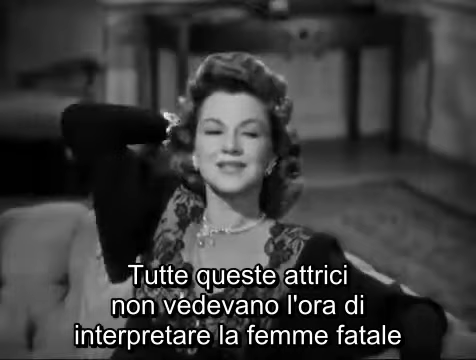 Tutte queste attrici
non vedevano l'ora di
interpretare la femme fatale